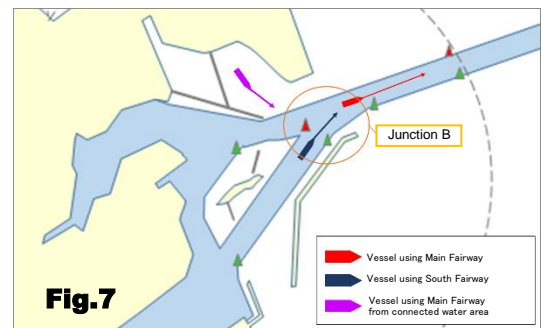 Junction B
Vessel using Main Fairway
Vessel using South Fairway
Vessel using Main Fairway
from connected water area
Fig.7